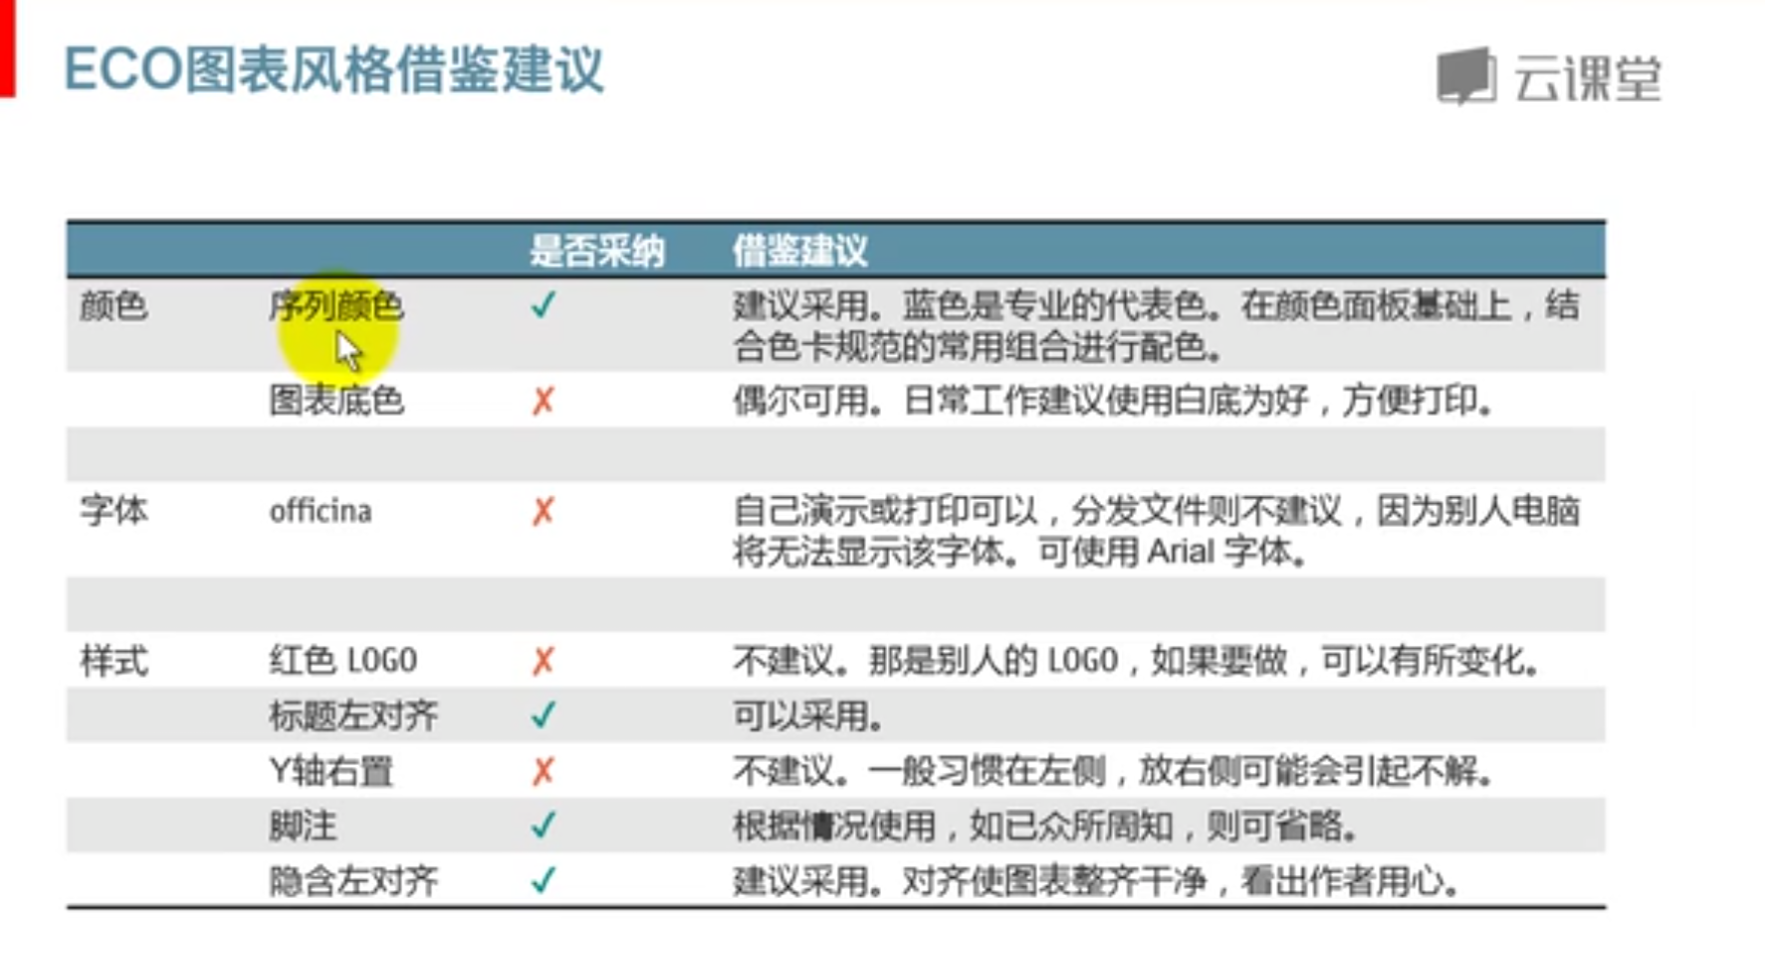 ECO图表风格借鉴建议
云课堂
是否采纳 借鉴建议
颜色 序列颜色 ✓ 建议采用。蓝色是专业的代表色。在颜色面板基础上，结
合色卡规范的常用组合进行配色。
图表底色 ✗ 偶尔可用。日常工作建议使用白底为好，方便打印。
字体 officina ✗ 自己演示或打印可以，分发文件则不建议，因为别人电脑
将无法显示该字体。可使用 Arial 字体。
样式 红色 LOGO ✗ 不建议。那是别人的 LOGO，如果要做，可以有所变化。
标题左对齐 ✓ 可以采用。
Y轴右置 ✗ 不建议。一般习惯在左侧，放右侧可能会引起不解。
脚注 ✓ 根据情况使用，如已众所周知，则可省略。
隐含左对齐 ✓ 建议采用。对齐使图表整齐干净，看出作者用心。